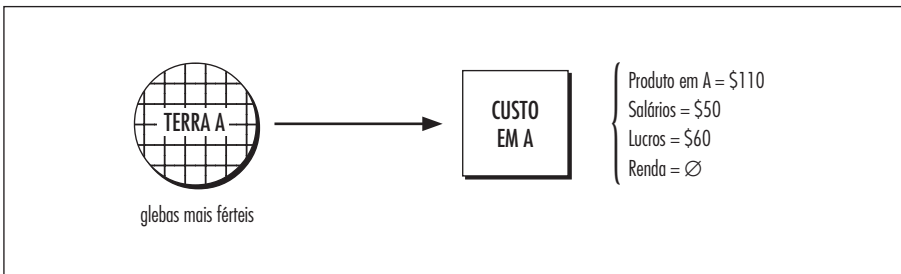 TERRA A
glebas mais férteis
CUSTO
EM A
Produto em A = $110
Salários = $50
Lucros = $60
Renda = ∅